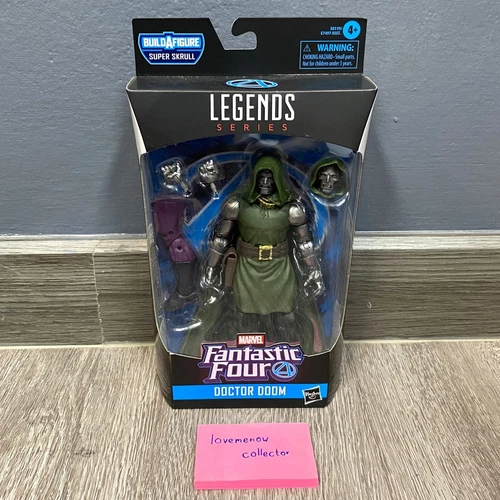 BUILD A FIGURE
SUPER SKRULL
4+
WARNING:
CHOKING HAZARD-Small parts.
Not for children under 3 years.
LEGENDS
SERIES
MARVEL
Fantastic
Four 4
DOCTOR DOOM
Hasbro
lovemenow
collector